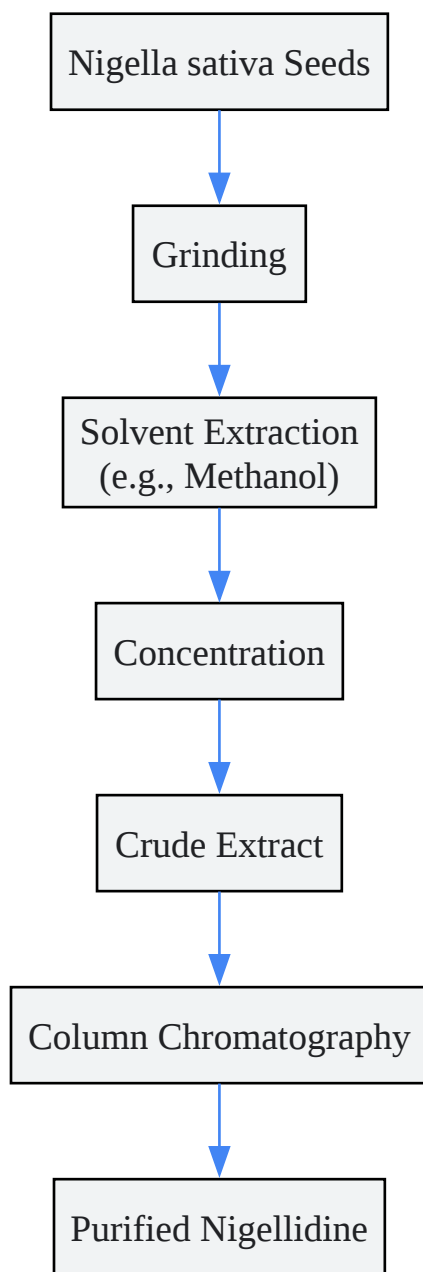 Nigella sativa Seeds
Grinding
Solvent Extraction
(e.g., Methanol)
Concentration
Crude Extract
Column Chromatography
Purified Nigellidine